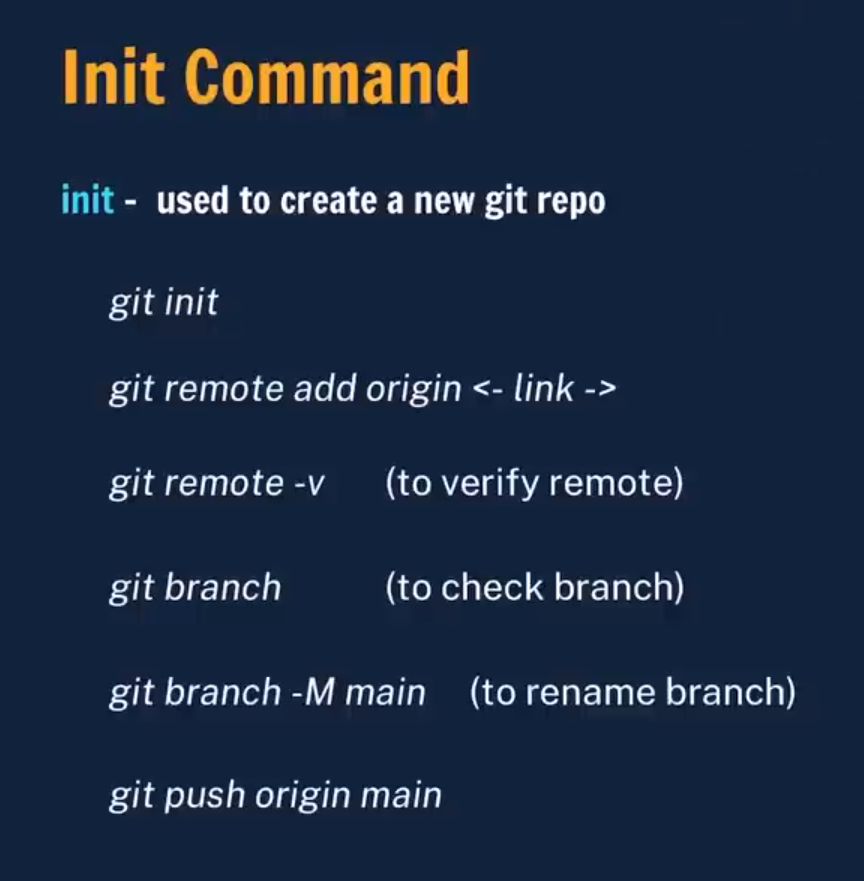 Init Command
init - used to create a new git repo
git init
git remote add origin <- link ->
git remote -v (to verify remote)
git branch (to check branch)
git branch -M main (to rename branch)
git push origin main